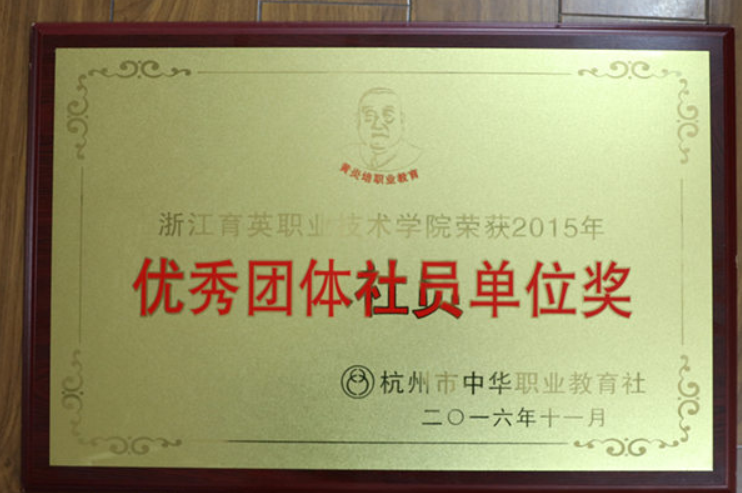 黄炎培职业教育
浙江育英职业技术学院荣获2015年
优秀团体社员单位奖
杭州市中华职业教育社
二〇一六年十一月